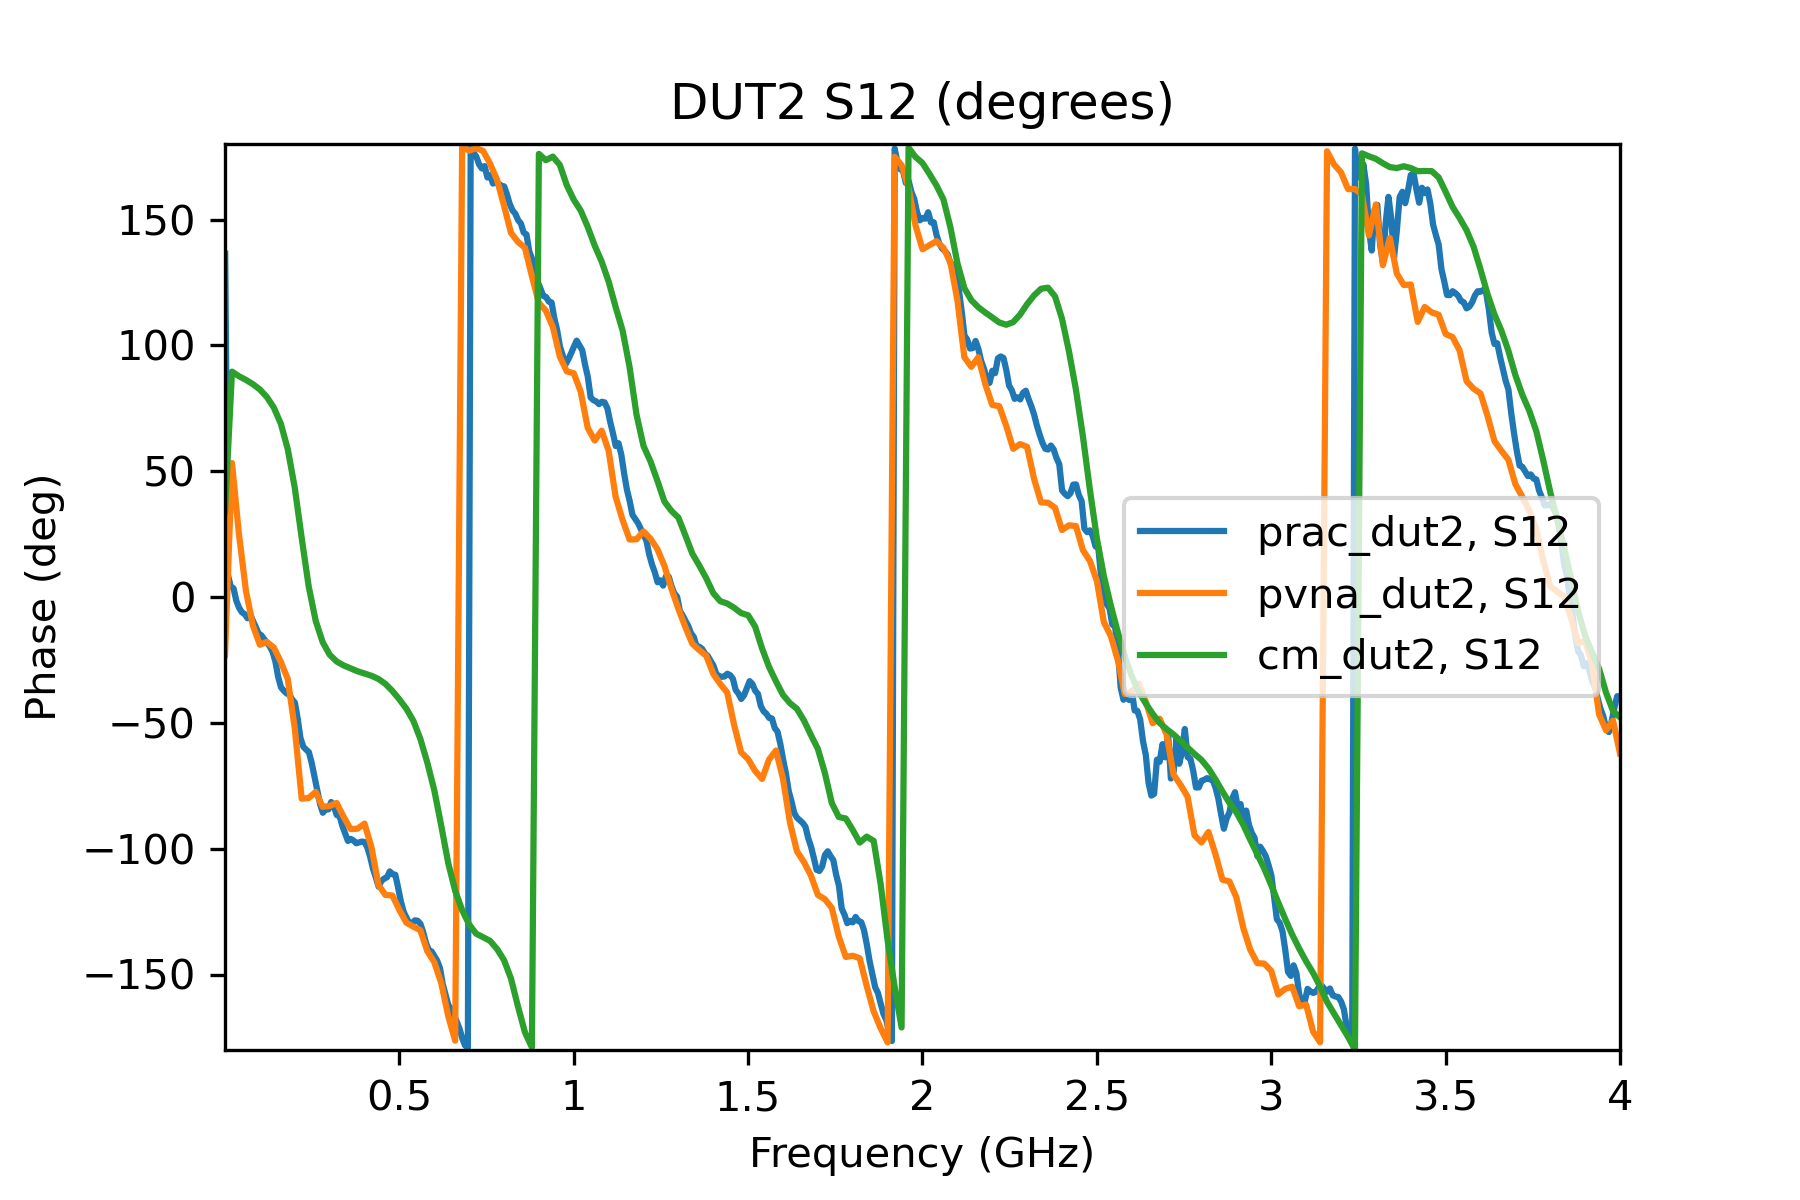 DUT2 S12 (degrees)
Phase (deg)
150
100
50
0
−50
−100
−150
prac_dut2, S12
pvna_dut2, S12
cm_dut2, S12
0.5 1 1.5 2 2.5 3 3.5 4
Frequency (GHz)